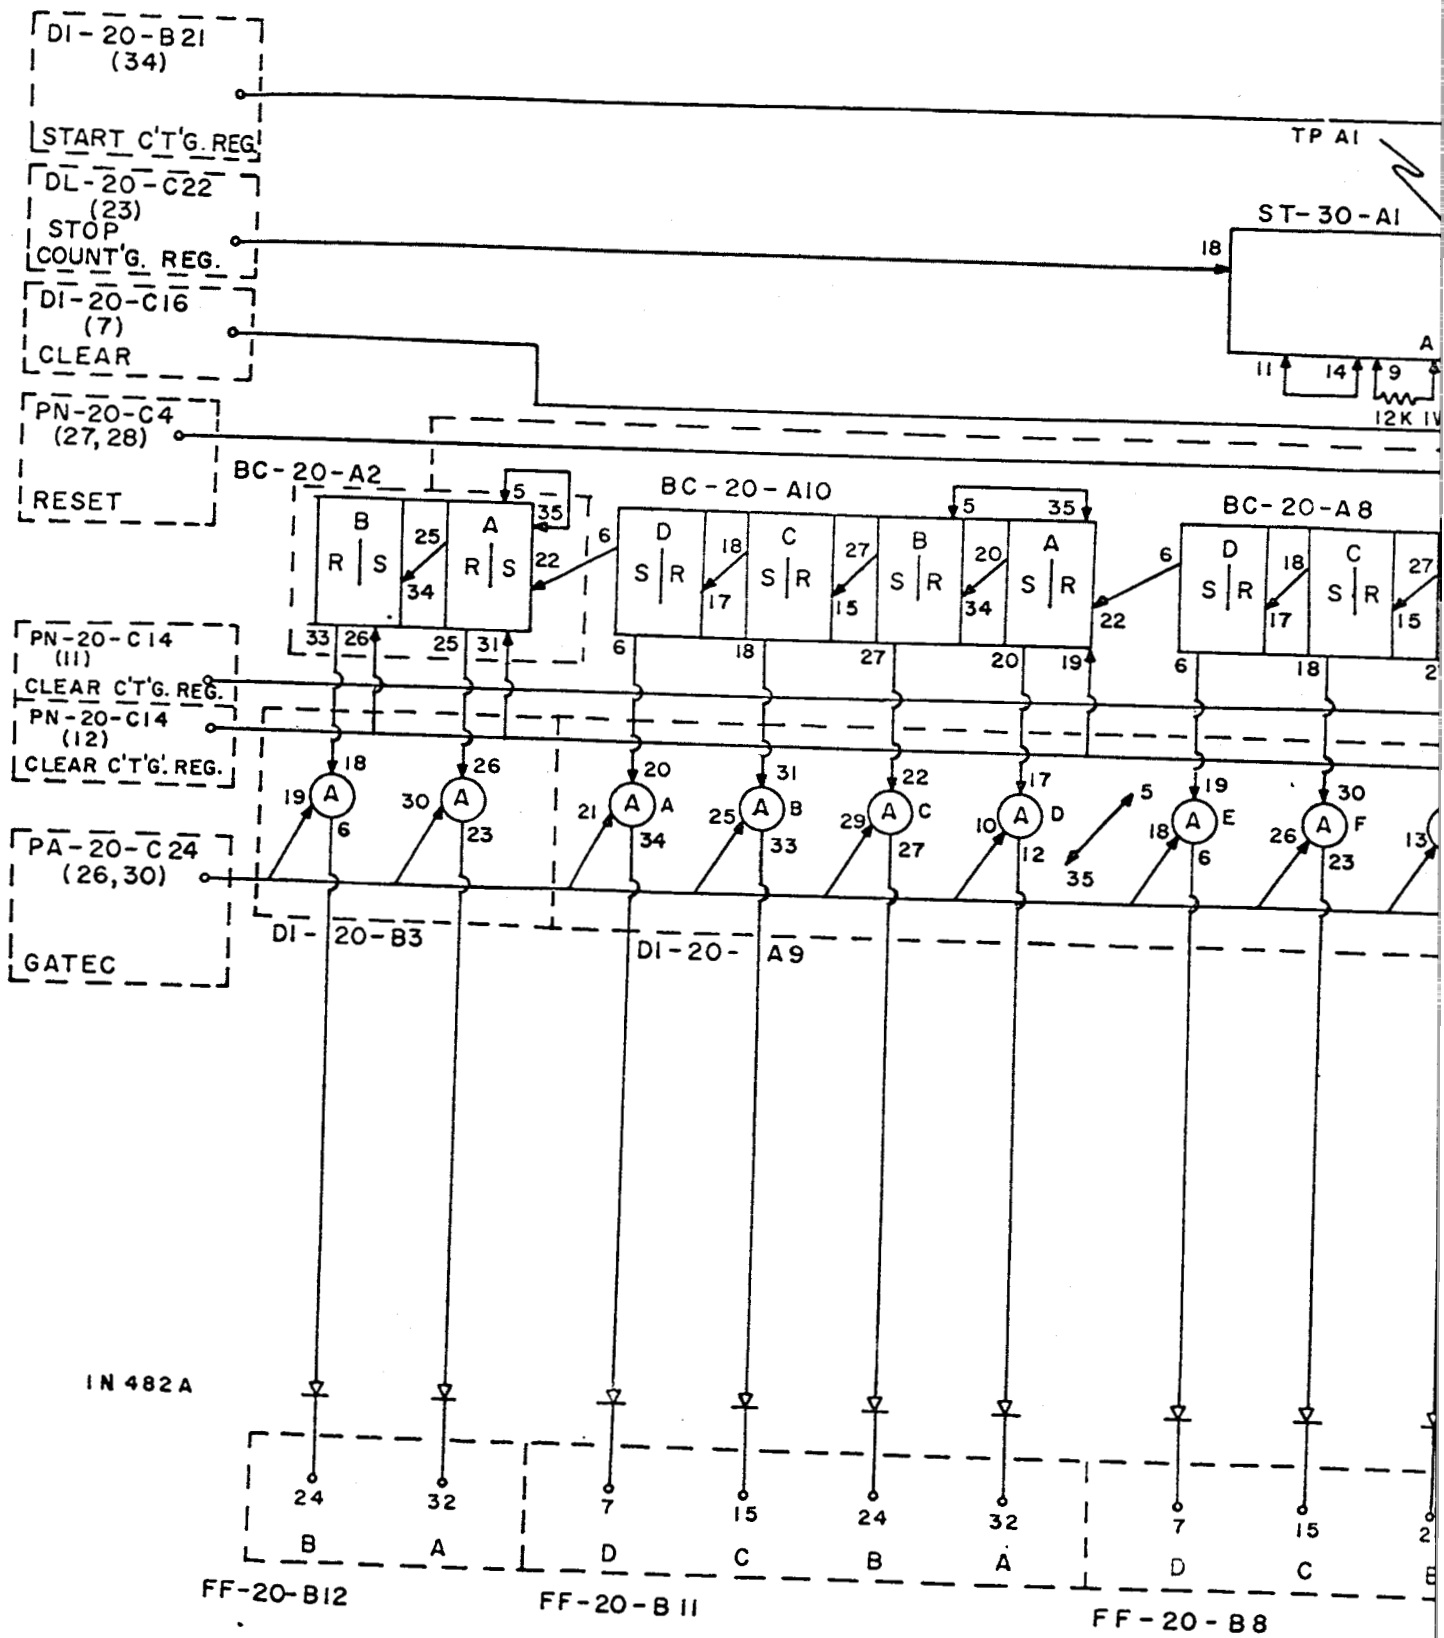 DI-20-B21
(34)
START C'T'G. REG.
TP A1
DL-20-C22
(23)
STOP
COUNT'G. REG.
ST-30-A1
18
DI-20-C16
(7)
CLEAR
A
11 14 9
12K 1W
PN-20-C4
(27,28)
RESET
BC-20-A2
BC-20-A10
BC-20-A8
5 35
5 35
B R|S 25 34 A R|S 22
6 D S|R 18 17 C S|R 27 15 B S|R 20 34 A S|R 22
6 D S|R 18 17 C S|R 27 15
33 26 25 31
6 18 27 20 19
6 18 2
PN-20-C14
(11)
CLEAR C'T'G. REG.
PN-20-C14
(12)
CLEAR C'T'G. REG.
18 26 20 31 22 17 5 19 30
19 A 30 A 21 A A 25 A B 29 A C 10 A D 18 A E 26 A F 13
6 23 34 33 27 12 35 6 23
PA-20-C24
(26,30)
GATEC
DI-20-B3
DI-20-A9
1N482A
24 32 7 15 24 32 7 15 2
B A D C B A D C B
FF-20-B12
FF-20-B11
FF-20-B8